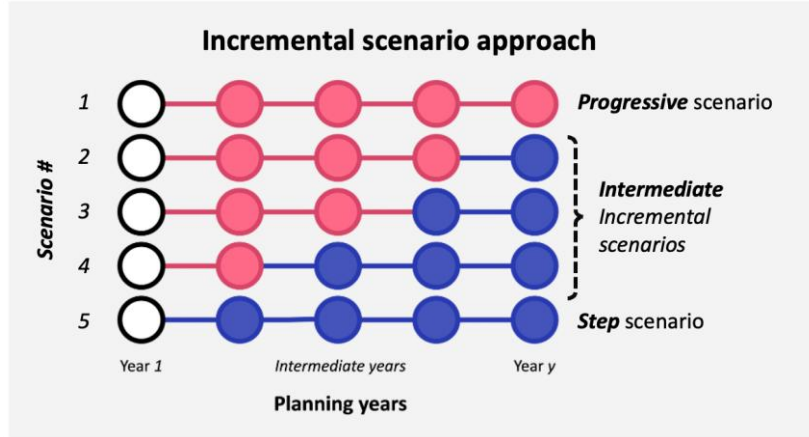 Incremental scenario approach
Scenario #
1
Progressive scenario
2
3
4
Intermediate
Incremental
scenarios
5
Step scenario
Year 1
Intermediate years
Year y
Planning years